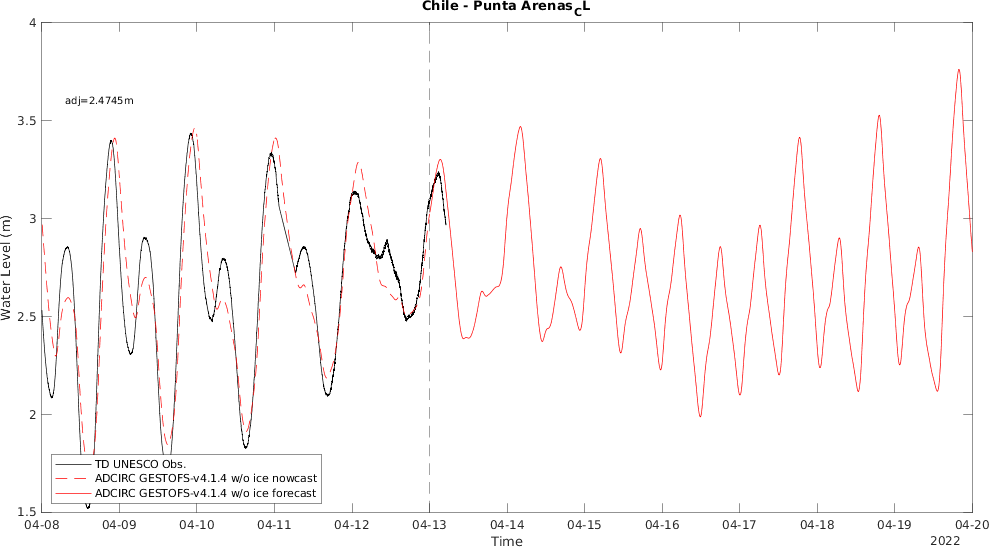 Chile - Punta Arenas_CL
4
adj=2.4745m
3.5
3
Water Level (m)
2.5
2
TD UNESCO Obs.
ADCIRC GESTOFS-v4.1.4 w/o ice nowcast
ADCIRC GESTOFS-v4.1.4 w/o ice forecast
1.5
04-08 04-09 04-10 04-11 04-12 04-13 04-14 04-15 04-16 04-17 04-18 04-19 04-20
Time
2022